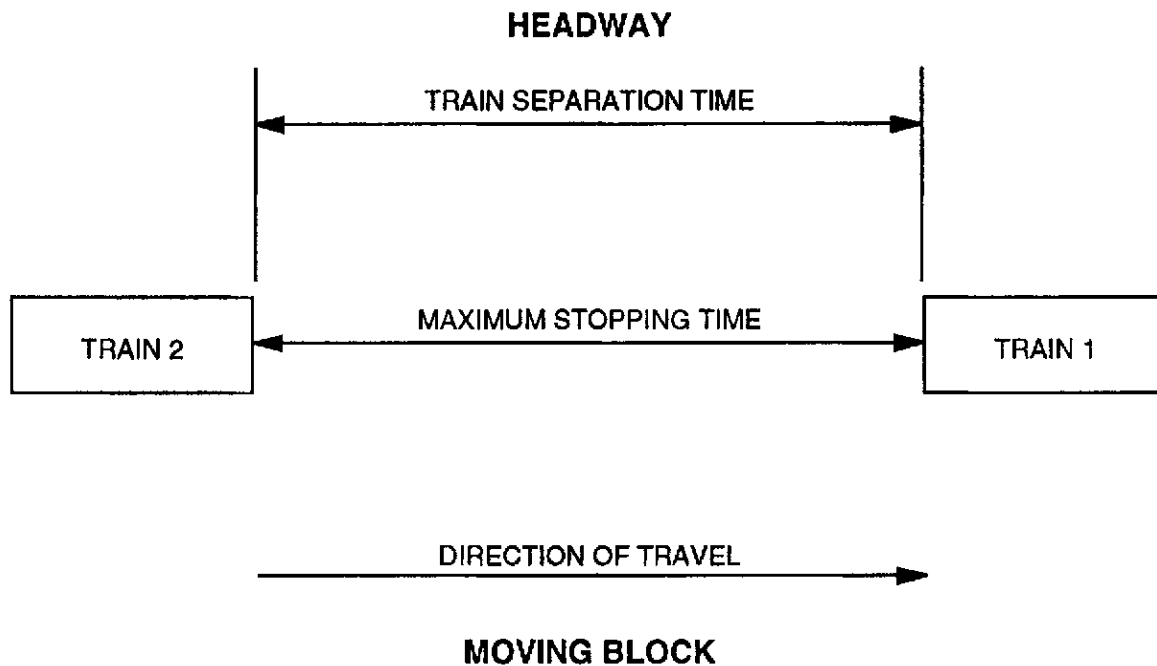 HEADWAY
TRAIN SEPARATION TIME
MAXIMUM STOPPING TIME
TRAIN 2
TRAIN 1
DIRECTION OF TRAVEL
MOVING BLOCK